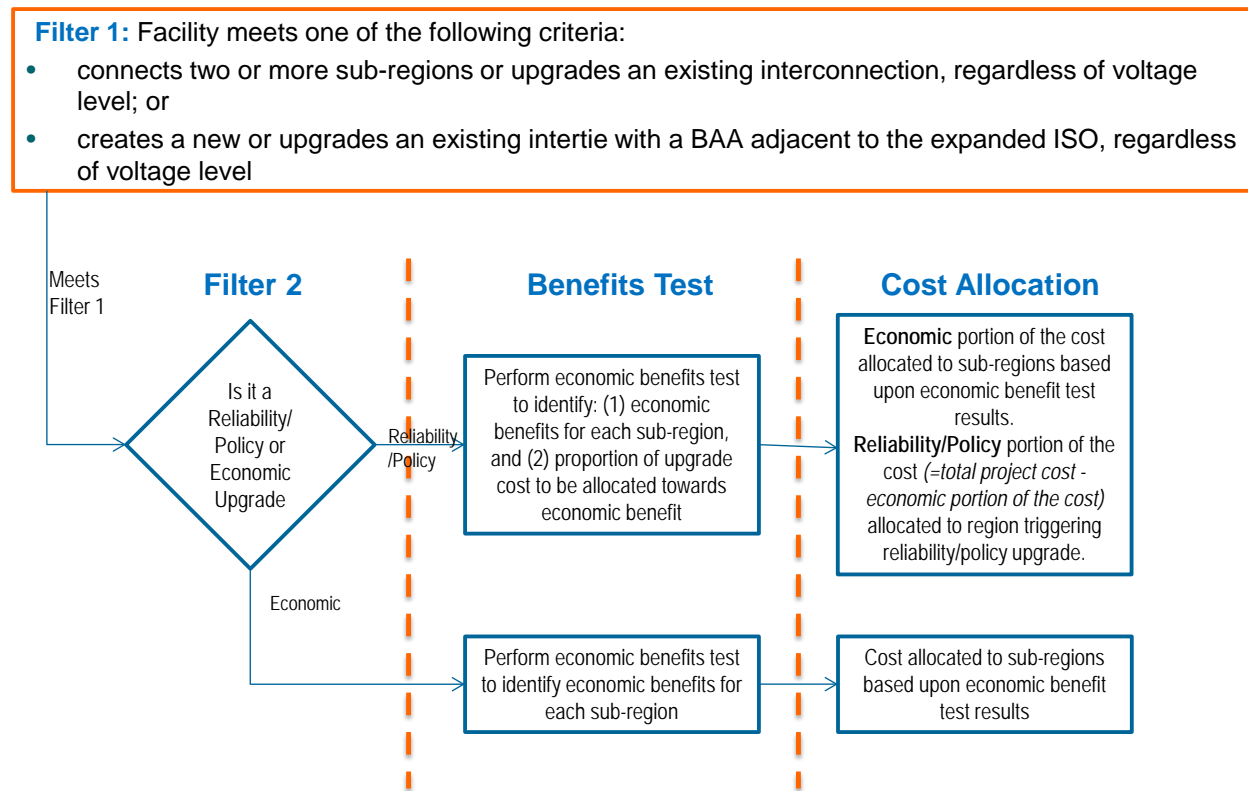 Filter 1: Facility meets one of the following criteria:
• connects two or more sub-regions or upgrades an existing interconnection, regardless of voltage
level; or
• creates a new or upgrades an existing intertie with a BAA adjacent to the expanded ISO, regardless
of voltage level
Meets
Filter 1
Filter 2
Is it a
Reliability/
Policy or
Economic
Upgrade
Reliability
/Policy
Economic
Benefits Test
Perform economic benefits test
to identify: (1) economic
benefits for each sub-region,
and (2) proportion of upgrade
cost to be allocated towards
economic benefit
Perform economic benefits test
to identify economic benefits for
each sub-region
Cost Allocation
Economic portion of the cost
allocated to sub-regions based
upon economic benefit test
results.
Reliability/Policy portion of the
cost (=total project cost -
economic portion of the cost)
allocated to region triggering
reliability/policy upgrade.
Cost allocated to sub-regions
based upon economic benefit
test results